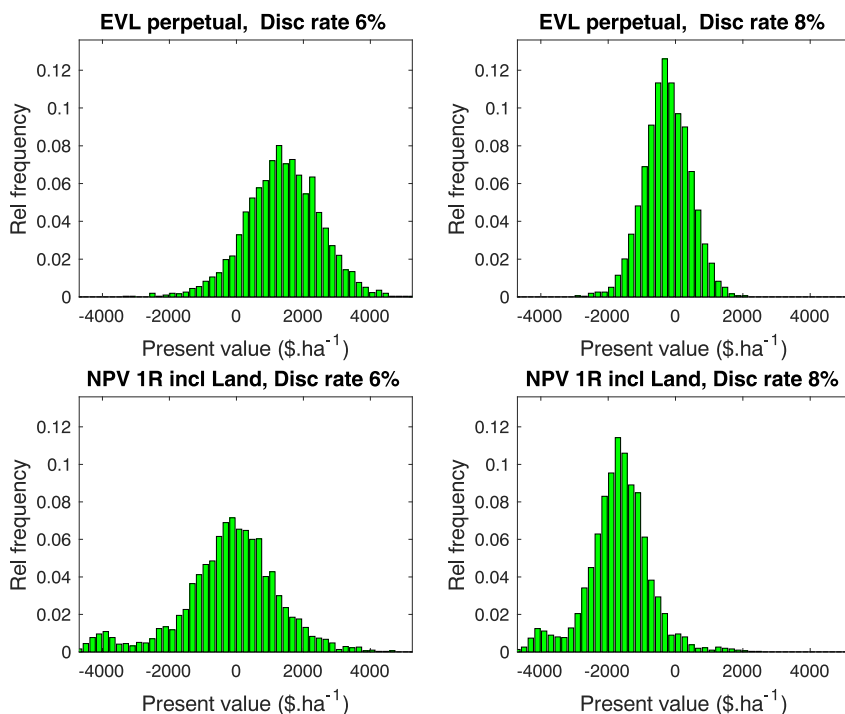 EVL perpetual,  Disc rate 6%
0.12
0.1
0.08
0.06
0.04
0.02
0
Rel frequency
-4000 -2000 0 2000 4000
Present value ($.ha⁻¹)
EVL perpetual,  Disc rate 8%
0.12
0.1
0.08
0.06
0.04
0.02
0
Rel frequency
-4000 -2000 0 2000 4000
Present value ($.ha⁻¹)
NPV 1R incl Land, Disc rate 6%
0.12
0.1
0.08
0.06
0.04
0.02
0
Rel frequency
-4000 -2000 0 2000 4000
Present value ($.ha⁻¹)
NPV 1R incl Land, Disc rate 8%
0.12
0.1
0.08
0.06
0.04
0.02
0
Rel frequency
-4000 -2000 0 2000 4000
Present value ($.ha⁻¹)